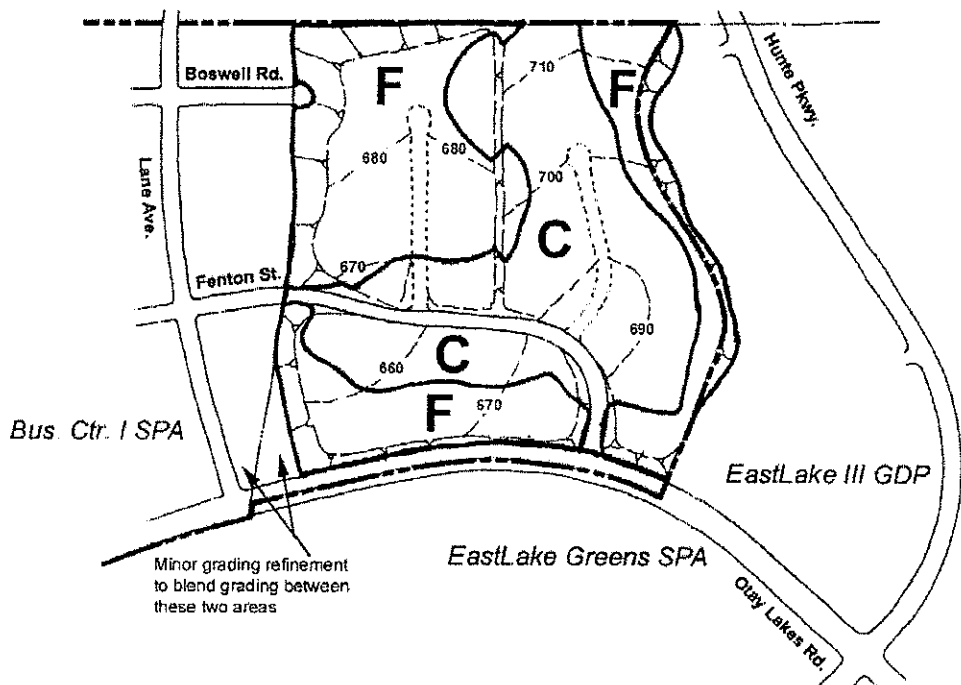 Boswell Rd.
Hunte Pkwy.
F
F
710
680
680
700
Lane Ave.
C
670
Fenton St.
690
C
660
F
670
Bus. Ctr. I SPA
EastLake III GDP
Minor grading refinement
to blend grading between
these two areas
EastLake Greens SPA
Otay Lakes Rd.